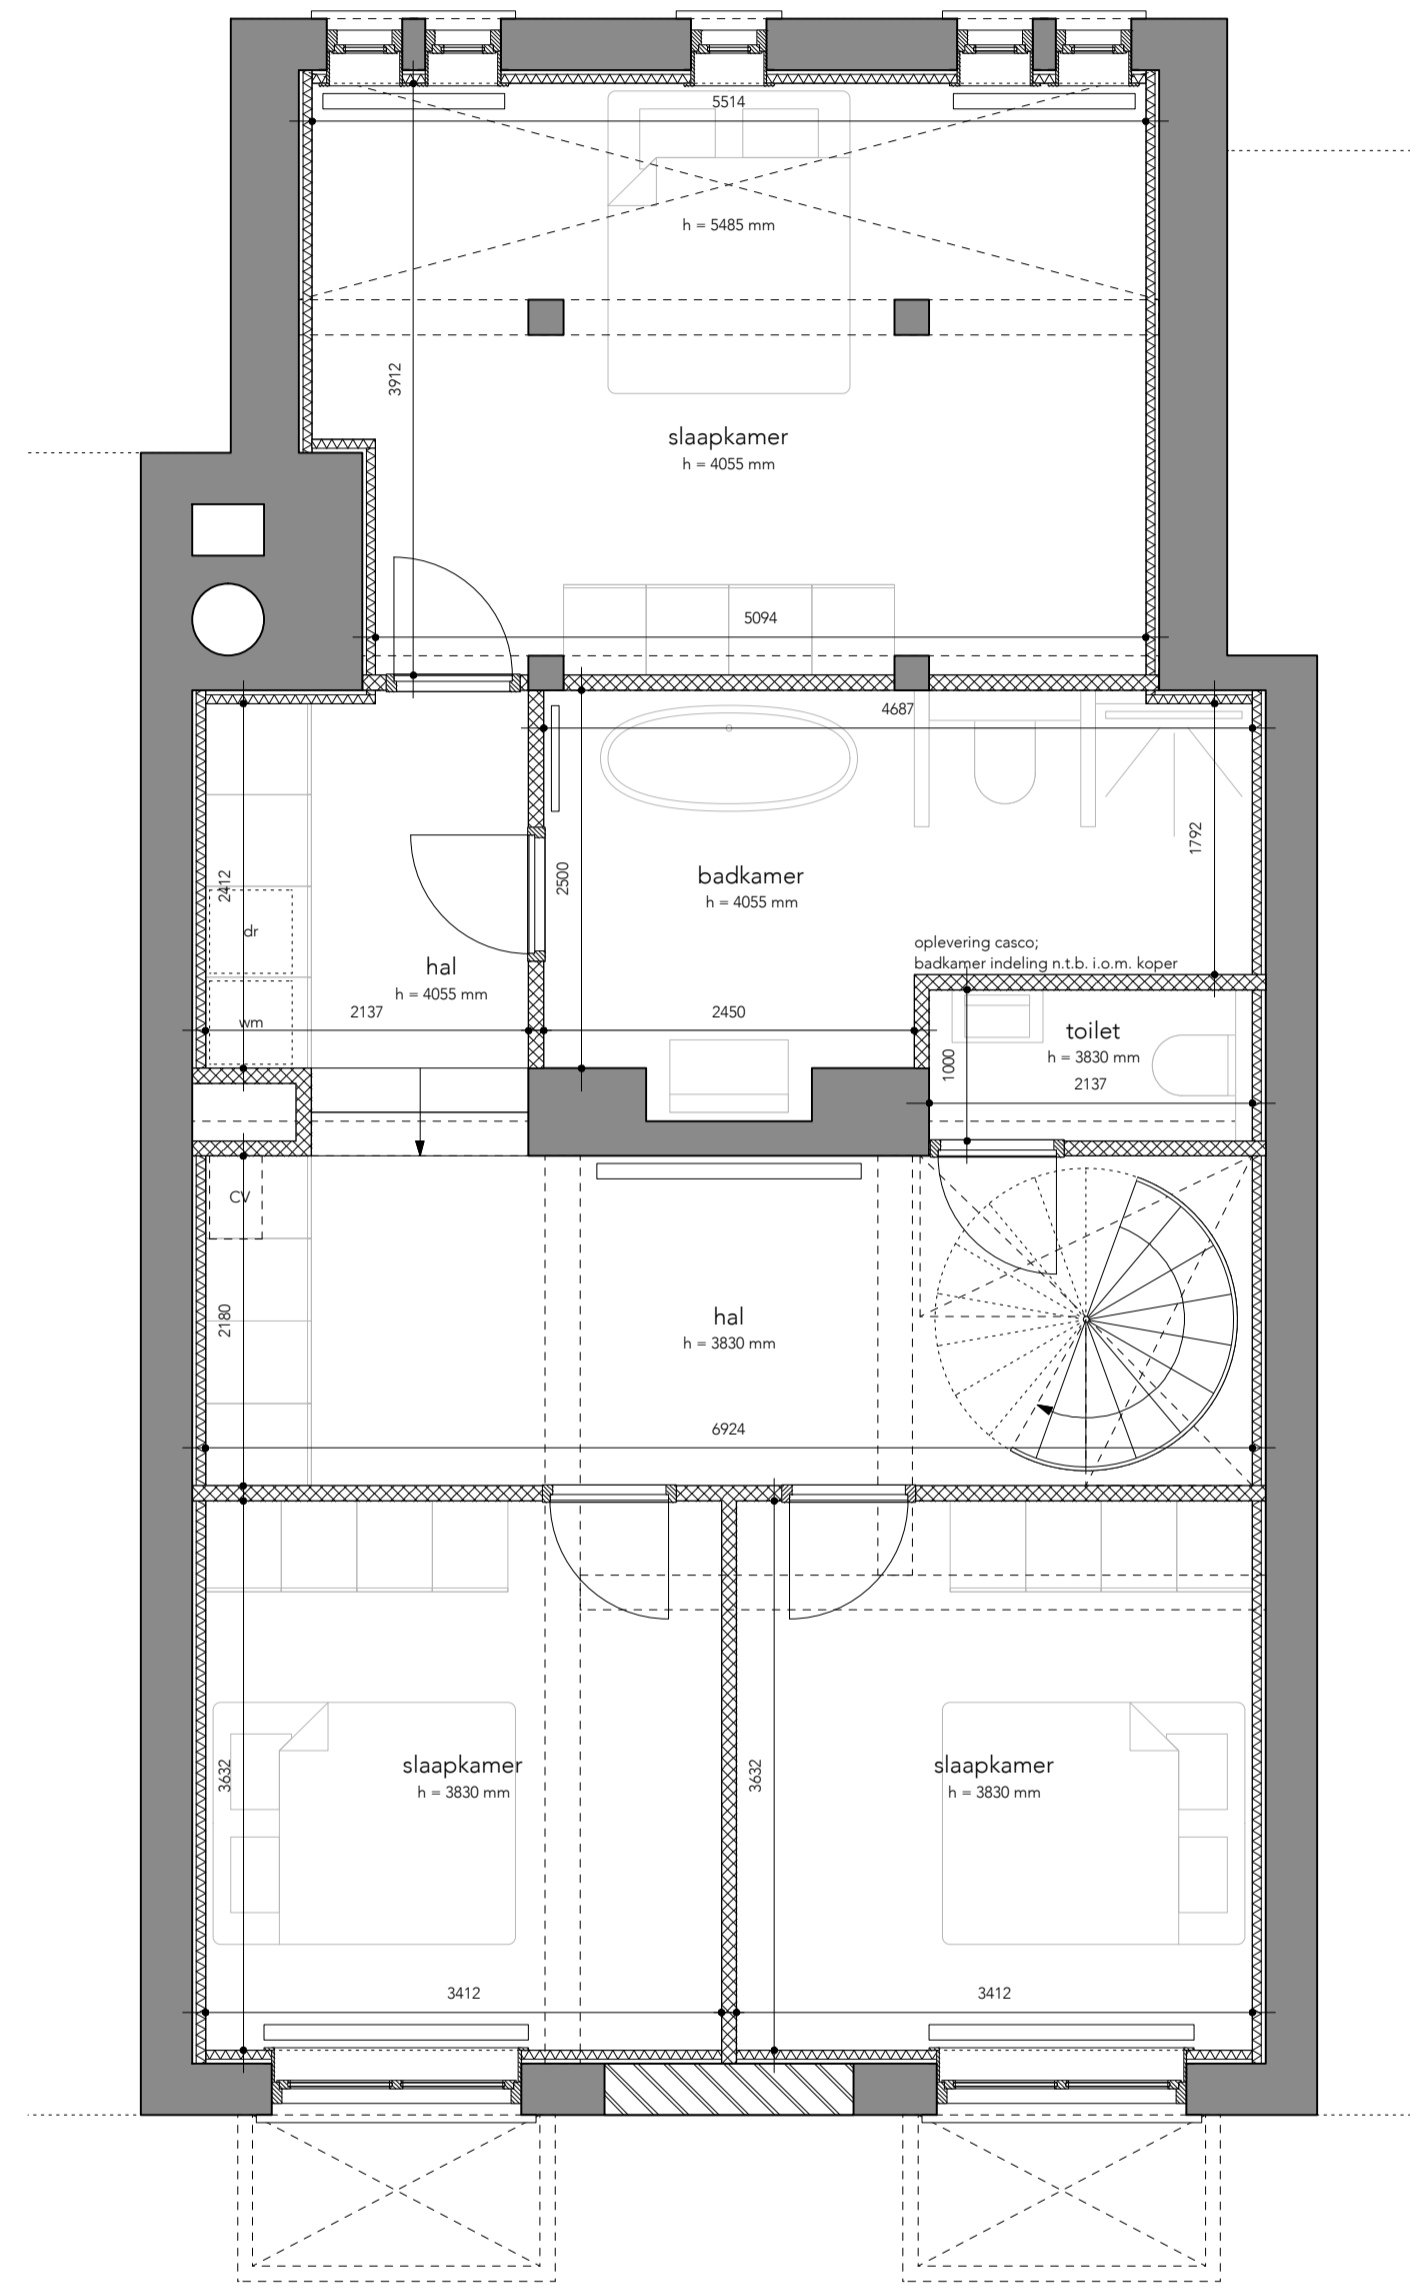 5514
h = 5485 mm
3912
slaapkamer
h = 4055 mm
5094
4687
1792
2412
2500
badkamer
h = 4055 mm
dr
oplevering casco;
badkamer indeling n.t.b. i.o.m. koper
hal
h = 4055 mm
wm
2137
2450
toilet
h = 3830 mm
1000
2137
CV
2180
hal
h = 3830 mm
6924
slaapkamer
h = 3830 mm
3632
3632
slaapkamer
h = 3830 mm
3412
3412